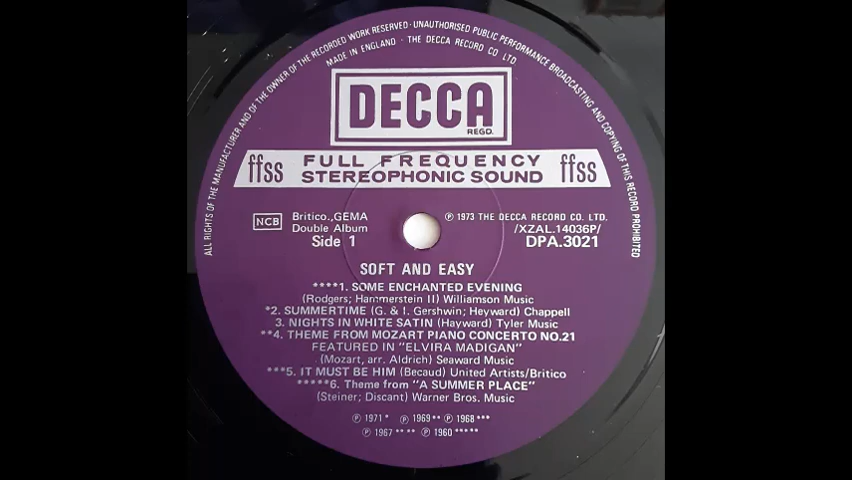 ALL RIGHTS OF THE MANUFACTURER AND OF THE OWNER OF THE RECORDED WORK RESERVED · UNAUTHORISED PUBLIC PERFORMANCE BROADCASTING AND COPYING OF THIS RECORD PROHIBITED
MADE IN ENGLAND · THE DECCA RECORD CO LTD.
DECCA
REGD.
ffss FULL FREQUENCY STEREOPHONIC SOUND ffss
NCB
Britico.,GEMA
Double Album
Side 1
℗ 1973 THE DECCA RECORD CO. LTD.
/XZAL.14036P/
DPA.3021
SOFT AND EASY
****1. SOME ENCHANTED EVENING
(Rodgers; Hammerstein II) Williamson Music
*2. SUMMERTIME (G. & I. Gershwin; Heyward) Chappell
3. NIGHTS IN WHITE SATIN (Hayward) Tyler Music
**4. THEME FROM MOZART PIANO CONCERTO NO.21
FEATURED IN "ELVIRA MADIGAN"
(Mozart, arr. Aldrich) Seaward Music
***5. IT MUST BE HIM (Becaud) United Artists/Britico
*****6. Theme from "A SUMMER PLACE"
(Steiner; Discant) Warner Bros. Music
℗ 1971 * ℗ 1969 ** ℗ 1968 ***
℗ 1967 **** ℗ 1960 *****